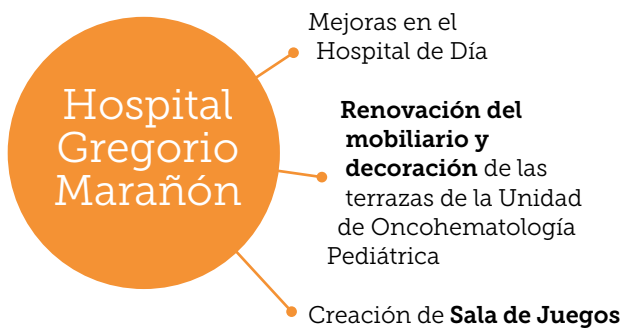 Hospital
Gregorio
Marañón
Mejoras en el
Hospital de Día
Renovación del
mobiliario y
decoración de las
terrazas de la Unidad
de Oncohematología
Pediátrica
Creación de Sala de Juegos